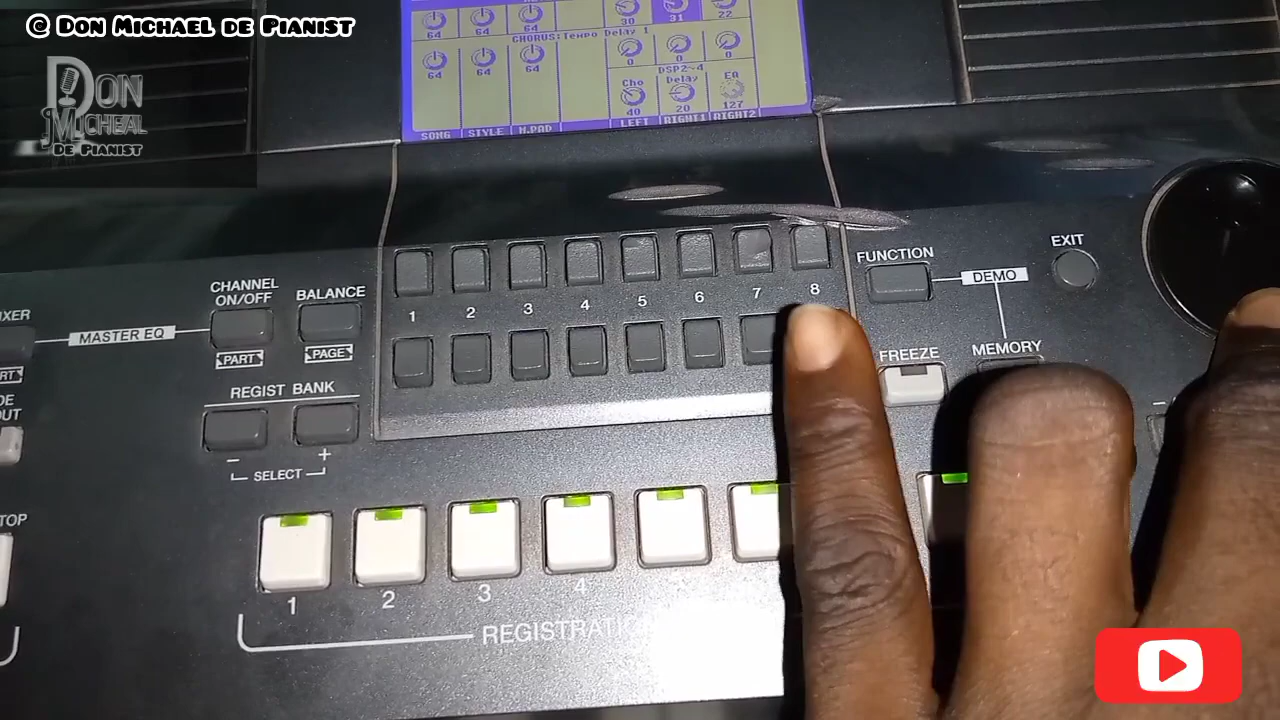 © DON MICHAEL DE PIANIST
DON
MICHEAL
DE PIANIST
64 64 64 30 31 22
CHORUS:Tempo Delay 1
64 64 64 0 0 0
DSP2-4
Cho Delay EQ
40 20 127
SONG STYLE M.PAD LEFT RIGHT1 RIGHT2
CHANNEL
ON/OFF
BALANCE
MASTER EQ
PART
PAGE
REGIST BANK
- +
SELECT
1 2 3 4 5 6 7 8
FUNCTION
DEMO
EXIT
FREEZE
MEMORY
1 2 3 4